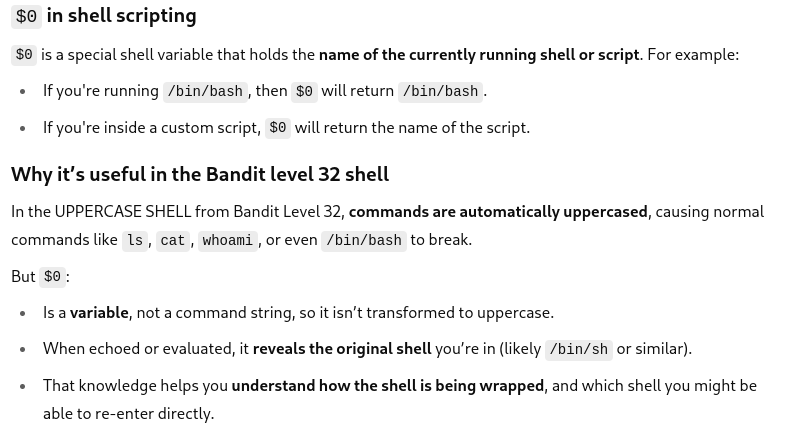 $0 in shell scripting
$0 is a special shell variable that holds the name of the currently running shell or script. For example:
• If you're running /bin/bash, then $0 will return /bin/bash.
• If you're inside a custom script, $0 will return the name of the script.
Why it’s useful in the Bandit level 32 shell
In the UPPERCASE SHELL from Bandit Level 32, commands are automatically uppercased, causing normal
commands like ls, cat, whoami, or even /bin/bash to break.
But $0:
• Is a variable, not a command string, so it isn’t transformed to uppercase.
• When echoed or evaluated, it reveals the original shell you’re in (likely /bin/sh or similar).
• That knowledge helps you understand how the shell is being wrapped, and which shell you might be
able to re-enter directly.